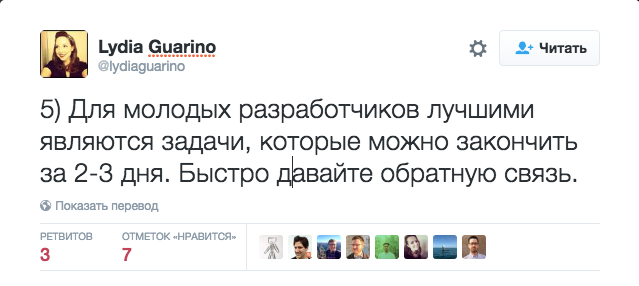 Lydia Guarino
@lydiaguarino
Читать
5) Для молодых разработчиков лучшими
являются задачи, которые можно закончить
за 2-3 дня. Быстро давайте обратную связь.
Показать перевод
РЕТВИТОВ
ОТМЕТОК «НРАВИТСЯ»
3
7